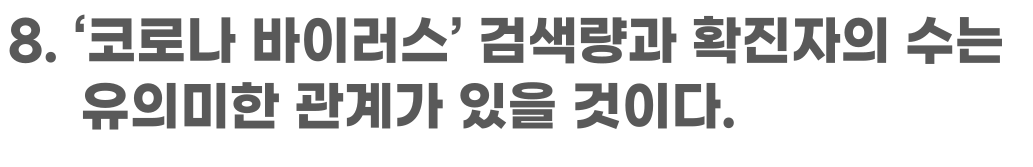 8. ‘코로나 바이러스’ 검색량과 확진자의 수는
유의미한 관계가 있을 것이다.